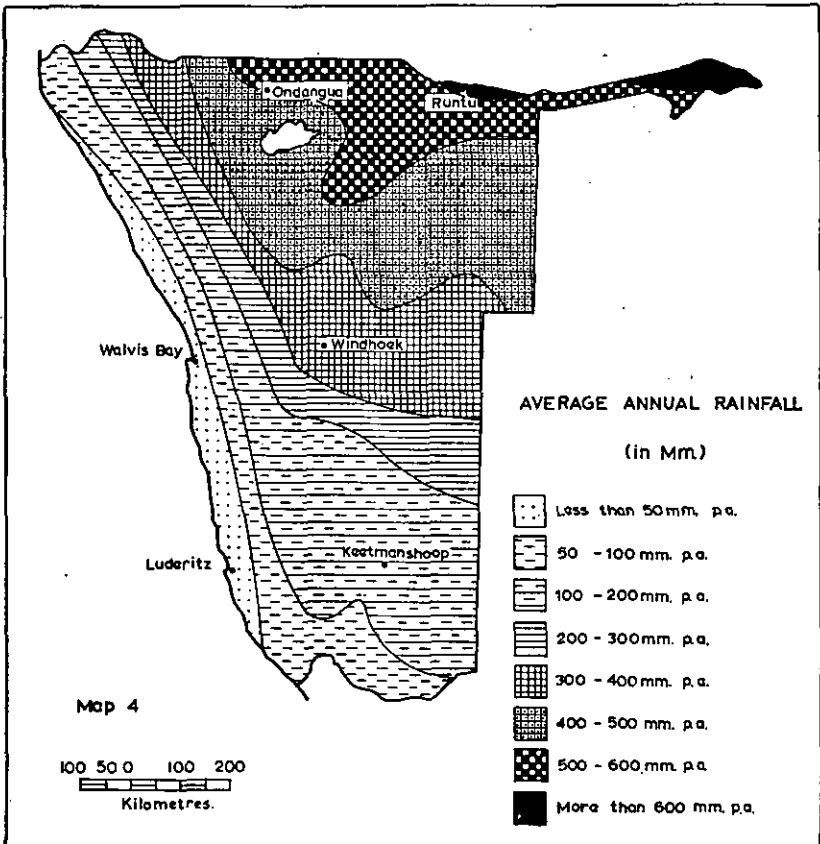 Ondangua
Runtu
Windhoek
Walvis Bay
Luderitz
Keetmanshoop
AVERAGE ANNUAL RAINFALL
(in Mm)
Less than 50 mm. p.a.
50 - 100 mm. p.a.
100 - 200 mm. p.a.
200 - 300 mm. p.a.
300 - 400 mm. p.a.
400 - 500 mm. p.a.
500 - 600 mm. p.a
More than 600 mm. p.a.
Map 4
100 50 0 100 200
Kilometres.